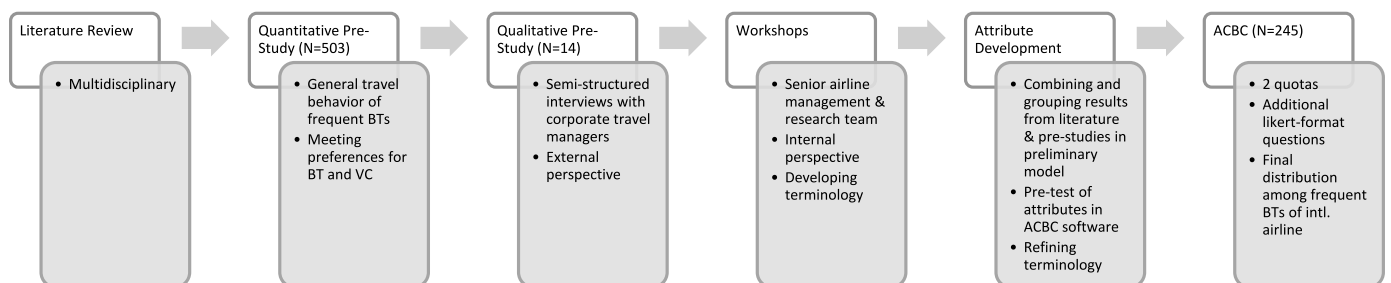 Literature Review
• Multidisciplinary
Quantitative Pre-
Study (N=503)
• General travel
behavior of
frequent BTs
• Meeting
preferences for
BT and VC
Qualitative Pre-
Study (N=14)
• Semi-structured
interviews with
corporate travel
managers
• External
perspective
Workshops
• Senior airline
management &
research team
• Internal
perspective
• Developing
terminology
Attribute
Development
• Combining and
grouping results
from literature
& pre-studies in
preliminary
model
• Pre-test of
attributes in
ACBC software
• Refining
terminology
ACBC (N=245)
• 2 quotas
• Additional
likert-format
questions
• Final
distribution
among frequent
BTs of intl.
airline